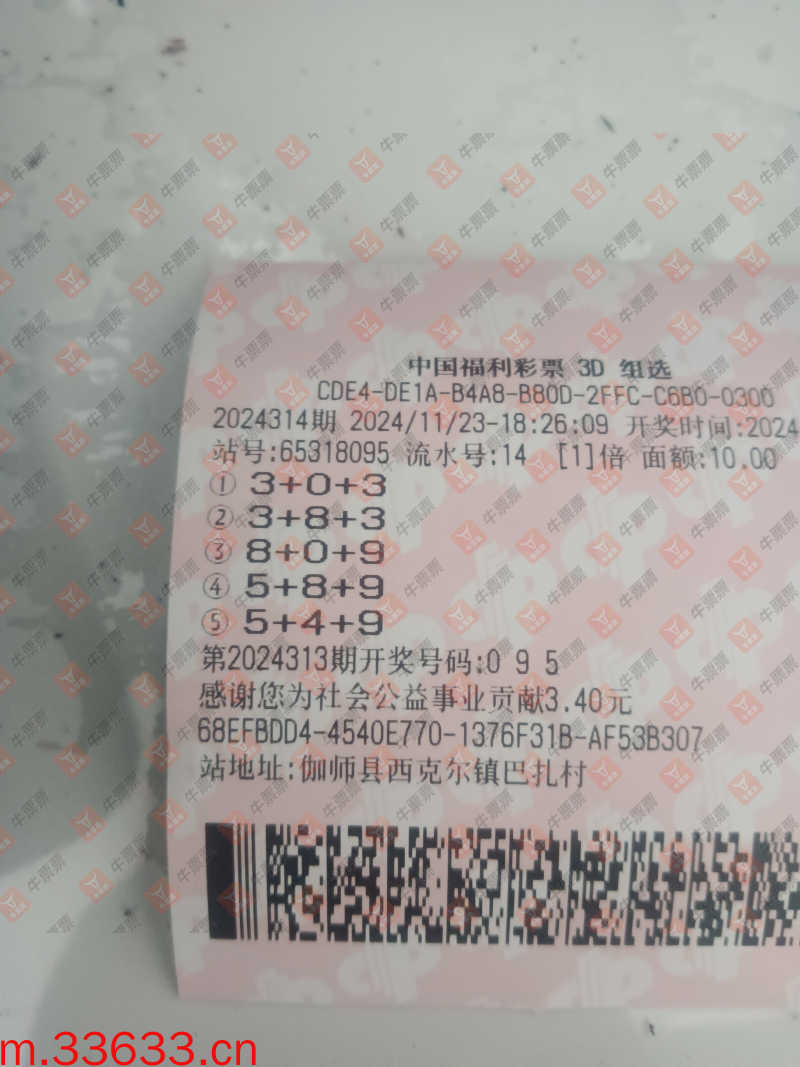 中国福利彩票 3D 组选
CDE4-DE1A-B4A8-B80D-2FFC-C6B0-0300
2024314期 2024/11/23-18:26:09 开奖时间:2024
站号:65318095 流水号:14 [1]倍 面额:10.00
① 3+0+3
② 3+8+3
③ 8+0+9
④ 5+8+9
⑤ 5+4+9
第2024313期开奖号码:0 9 5
感谢您为社会公益事业贡献3.40元
68EFBDD4-4540E770-1376F31B-AF53B307
站地址:伽师县西克尔镇巴扎村
牛票票
m.33633.cn